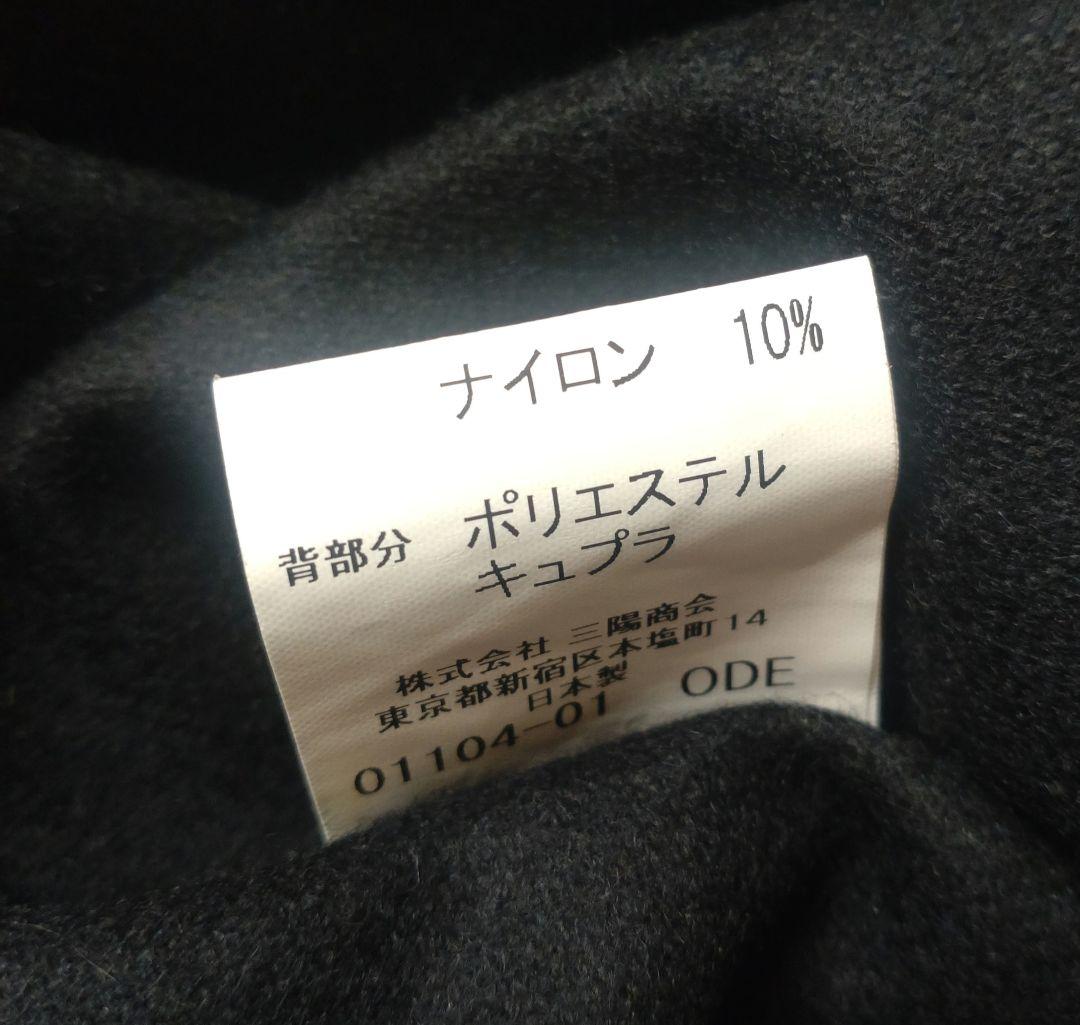 ナイロン 10%
背部分 ポリエステル
キュプラ
株式会社 三陽商会
東京都新宿区本塩町14
日本製
01104-01 ODE